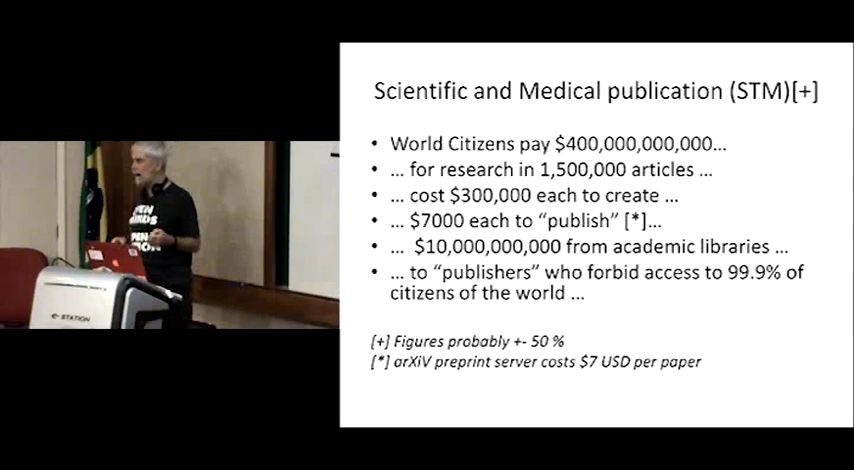 Scientific and Medical publication (STM)[+]
• World Citizens pay $400,000,000,000...
• ... for research in 1,500,000 articles ...
• ... cost $300,000 each to create ...
• ... $7000 each to “publish” [*]...
• ... $10,000,000,000 from academic libraries ...
• ... to “publishers” who forbid access to 99.9% of
citizens of the world ...
[+] Figures probably +- 50 %
[*] arXiV preprint server costs $7 USD per paper
e-STATION